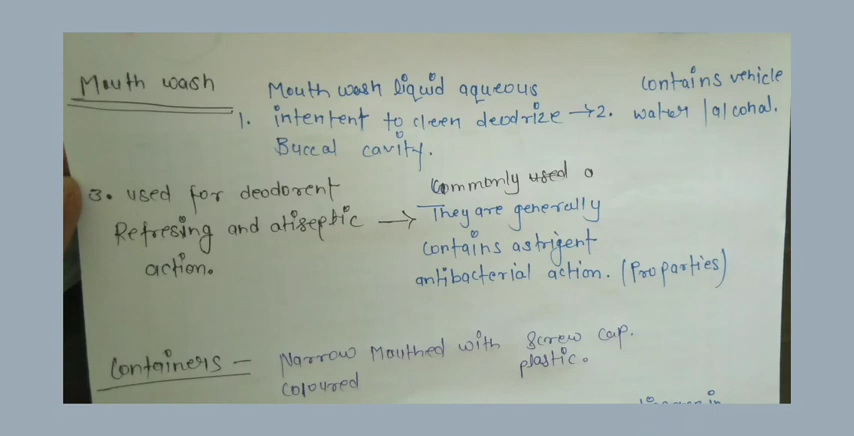 Mouth wash
1. Mouth wash liquid aqueous
intentent to cleen deodrize → 2.
Buccal cavity.
contains vehicle
water / alcohal.
3. used for deodorent
Refresing and atiseptic →
action.
Commonly used
They are generally
contains astrigent
antibacterial action. (Properties)
Containers - Narrow Mouthed with screw cap.
coloured plastic.